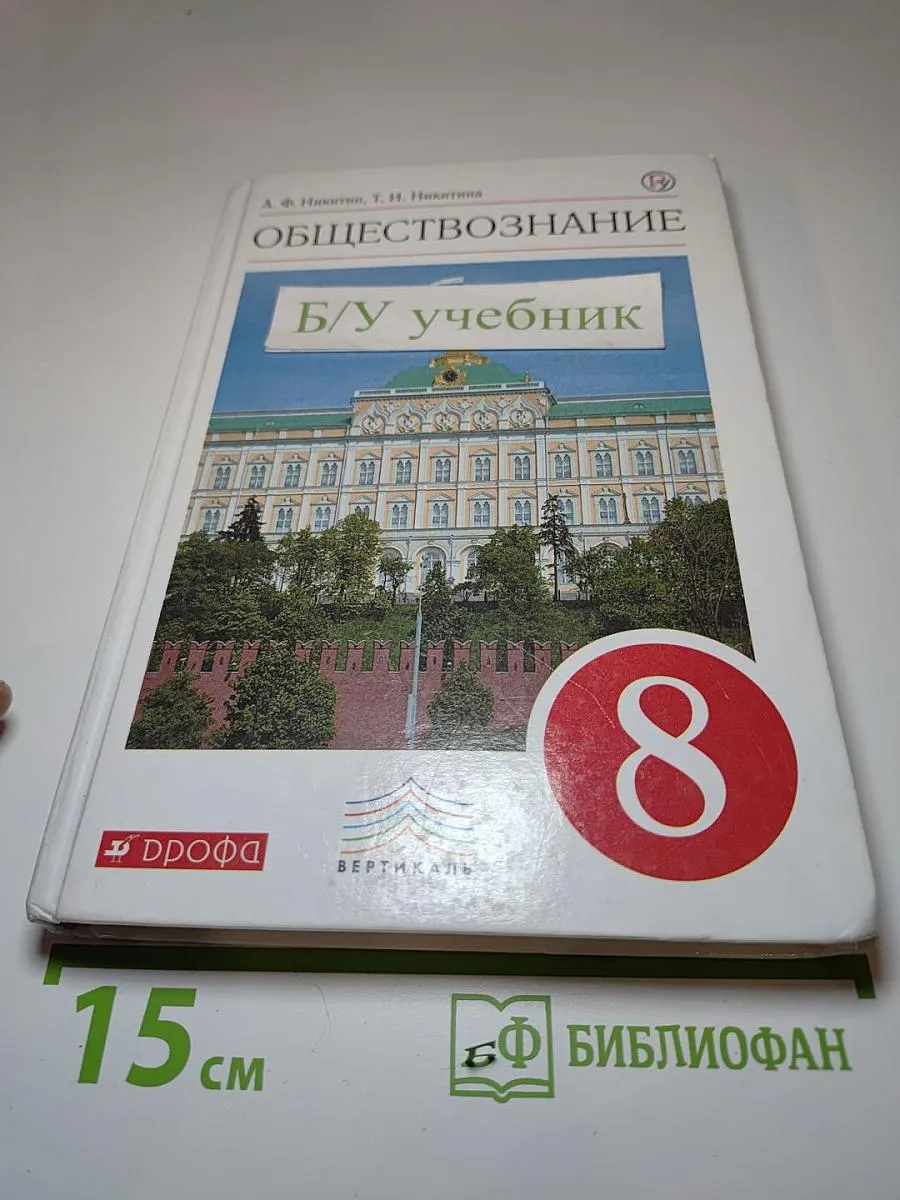 А. Ф. Никитин, Т. И. Никитина
ОБЩЕСТВОЗНАНИЕ
Б/У учебник
8
дрофа
ВЕРТИКАЛЬ
15 см
БФ БИБЛИОФАН